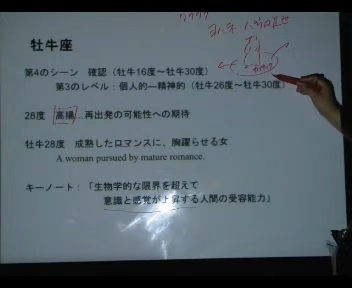 牡牛座
第4のシーン　確認（牡牛16度～牡牛30度）
第3のレベル：個人的―精神的（牡牛26度～牡牛30度）
28度　高揚…再出発の可能性への期待
牡牛28度　成熟したロマンスに、胸躍らせる女
A woman pursued by mature romance.
キーノート：「生物学的な限界を超えて
意識と感覚が上昇する人間の受容能力」